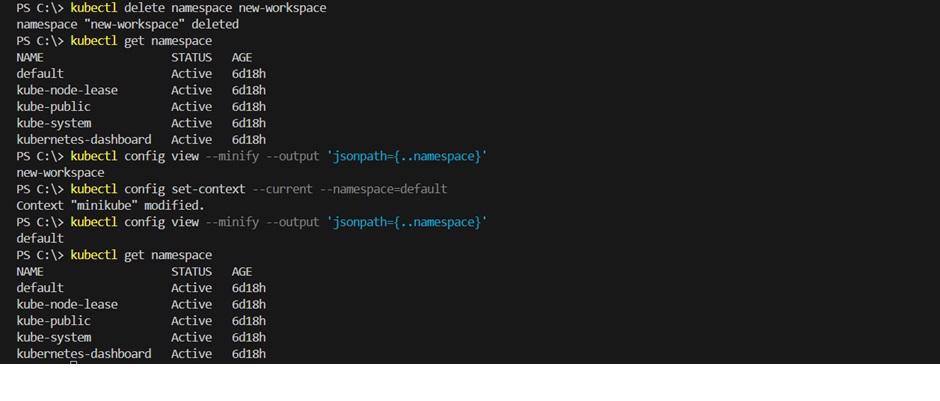 PS C:\> kubectl delete namespace new-workspace
namespace "new-workspace" deleted
PS C:\> kubectl get namespace
NAME                   STATUS   AGE
default                Active   6d18h
kube-node-lease        Active   6d18h
kube-public            Active   6d18h
kube-system            Active   6d18h
kubernetes-dashboard   Active   6d18h
PS C:\> kubectl config view --minify --output 'jsonpath={..namespace}'
new-workspace
PS C:\> kubectl config set-context --current --namespace=default
Context "minikube" modified.
PS C:\> kubectl config view --minify --output 'jsonpath={..namespace}'
default
PS C:\> kubectl get namespace
NAME                   STATUS   AGE
default                Active   6d18h
kube-node-lease        Active   6d18h
kube-public            Active   6d18h
kube-system            Active   6d18h
kubernetes-dashboard   Active   6d18h